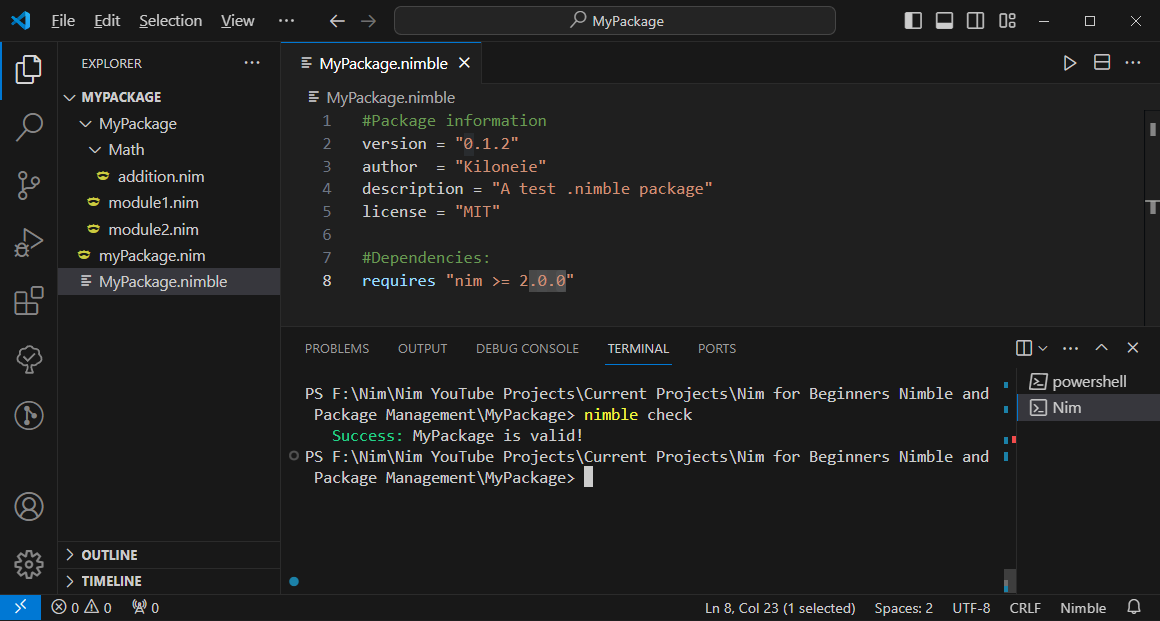 File Edit Selection View ··· MyPackage
EXPLORER ···
MYPACKAGE
MyPackage
Math
addition.nim
module1.nim
module2.nim
myPackage.nim
MyPackage.nimble
OUTLINE
TIMELINE
MyPackage.nimble
MyPackage.nimble
1 #Package information
2 version = "0.1.2"
3 author  = "Kiloneie"
4 description = "A test .nimble package"
5 license = "MIT"
6
7 #Dependencies:
8 requires "nim >= 2.0.0"
PROBLEMS OUTPUT DEBUG CONSOLE TERMINAL PORTS
PS F:\Nim\Nim YouTube Projects\Current Projects\Nim for Beginners Nimble and
Package Management\MyPackage> nimble check
Success: MyPackage is valid!
PS F:\Nim\Nim YouTube Projects\Current Projects\Nim for Beginners Nimble and
Package Management\MyPackage>
powershell
Nim
0 0 0 Ln 8, Col 23 (1 selected) Spaces: 2 UTF-8 CRLF Nimble